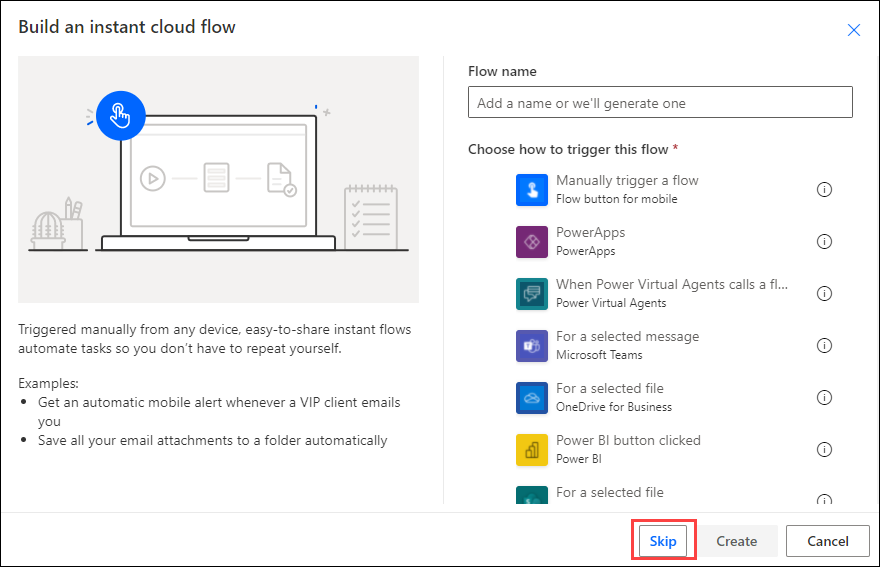 Build an instant cloud flow
Flow name
Add a name or we'll generate one
Choose how to trigger this flow *
Manually trigger a flow
Flow button for mobile
PowerApps
PowerApps
When Power Virtual Agents calls a fl...
Power Virtual Agents
For a selected message
Microsoft Teams
For a selected file
OneDrive for Business
Power BI button clicked
Power BI
For a selected file
Triggered manually from any device, easy-to-share instant flows
automate tasks so you don't have to repeat yourself.
Examples:
• Get an automatic mobile alert whenever a VIP client emails
you
• Save all your email attachments to a folder automatically
Skip
Create
Cancel